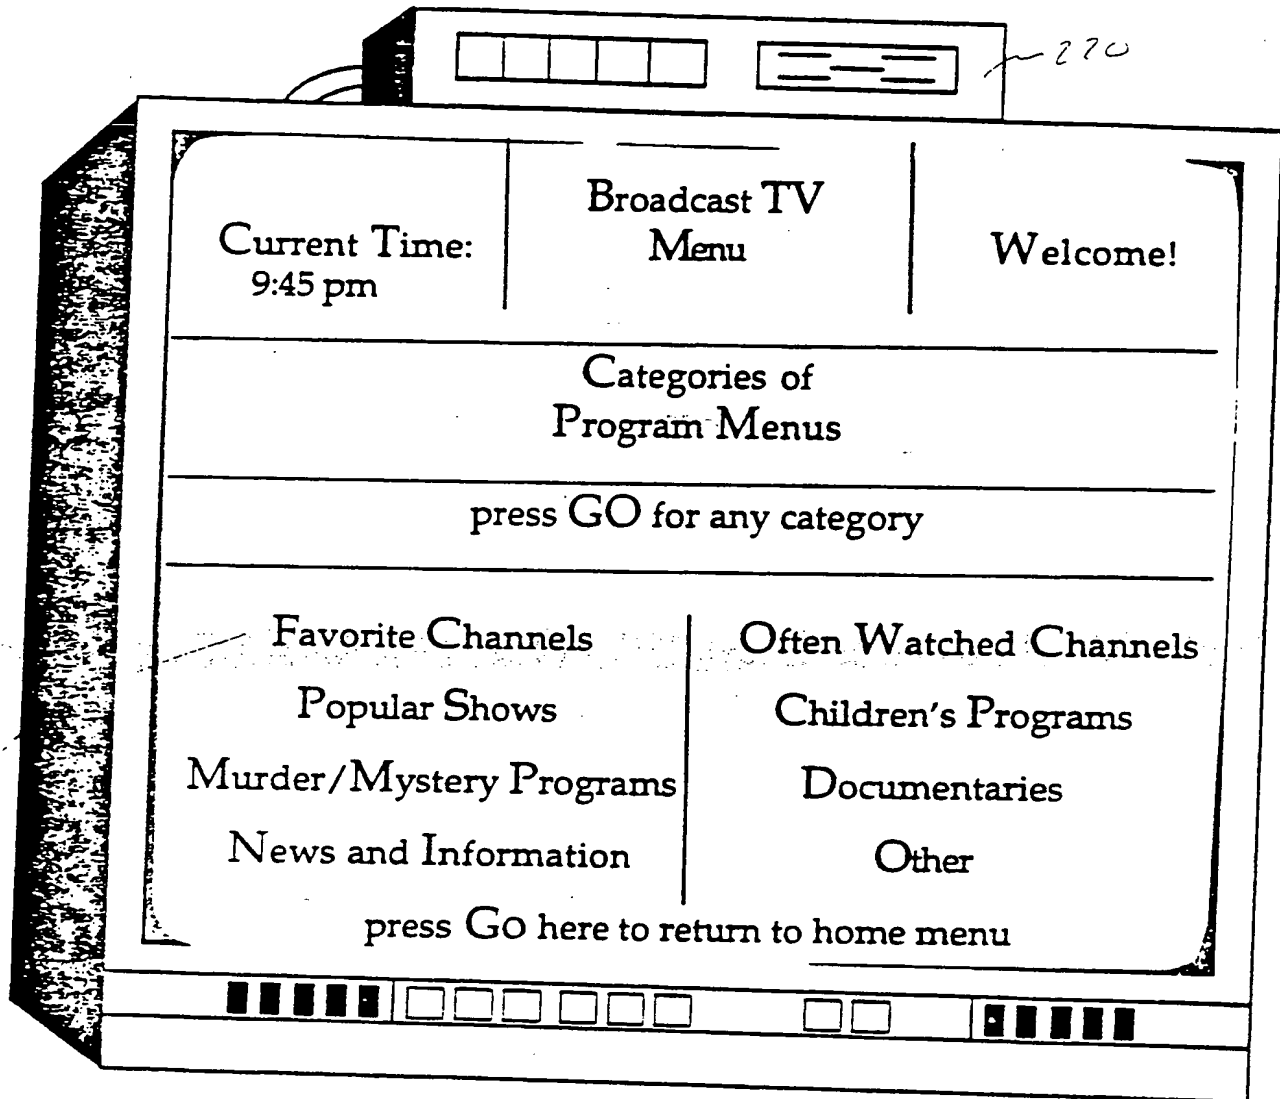 220
Broadcast TV
Menu
Current Time:
9:45 pm
Welcome!
Categories of
Program Menus
press GO for any category
Favorite Channels
Often Watched Channels
Popular Shows
Children's Programs
Murder/Mystery Programs
Documentaries
News and Information
Other
press Go here to return to home menu